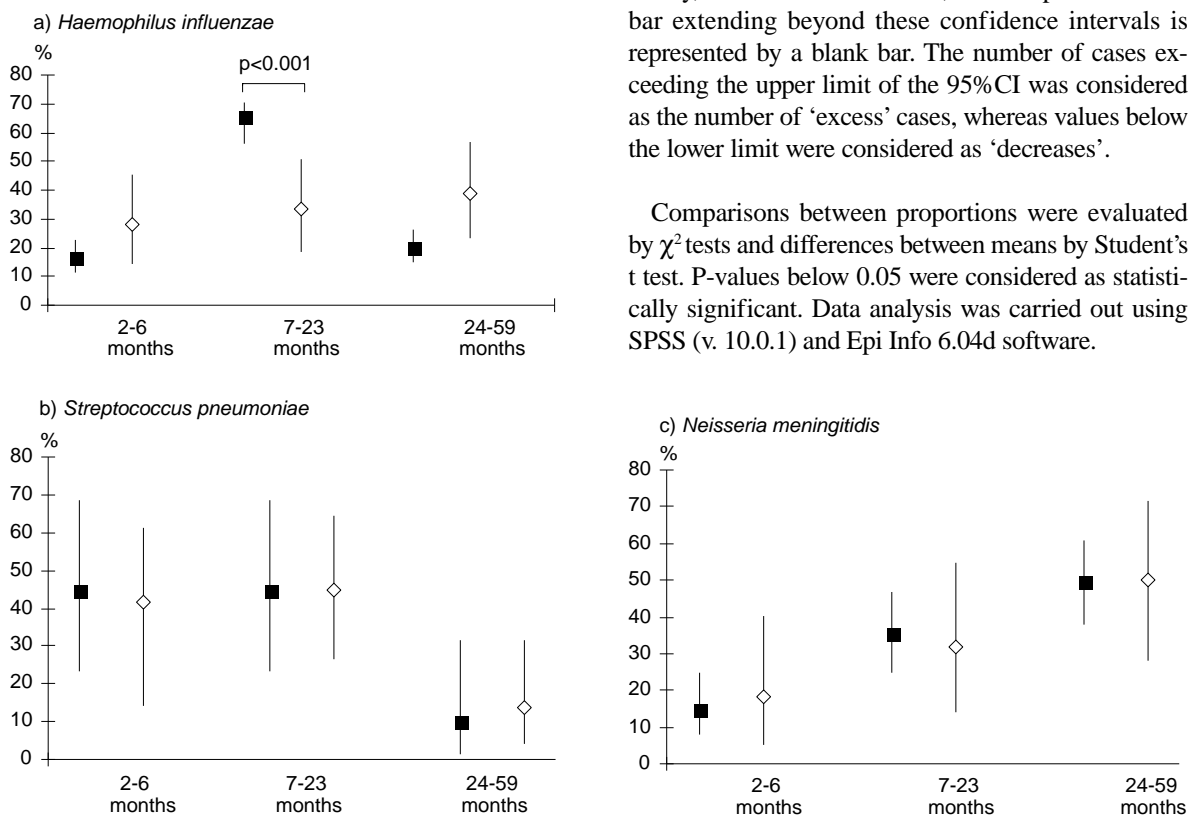 a) Haemophilus influenzae
%
p<0.001
80
70
60
50
40
30
20
10
0
2-6
months
7-23
months
24-59
months
b) Streptococcus pneumoniae
%
80
70
60
50
40
30
20
10
0
2-6
months
7-23
months
24-59
months
bar extending beyond these confidence intervals is
represented by a blank bar. The number of cases ex-
ceeding the upper limit of the 95%CI was considered
as the number of ‘excess’ cases, whereas values below
the lower limit were considered as ‘decreases’.
Comparisons between proportions were evaluated
by χ² tests and differences between means by Student’s
t test. P-values below 0.05 were considered as statisti-
cally significant. Data analysis was carried out using
SPSS (v. 10.0.1) and Epi Info 6.04d software.
c) Neisseria meningitidis
%
80
70
60
50
40
30
20
10
0
2-6
months
7-23
months
24-59
months